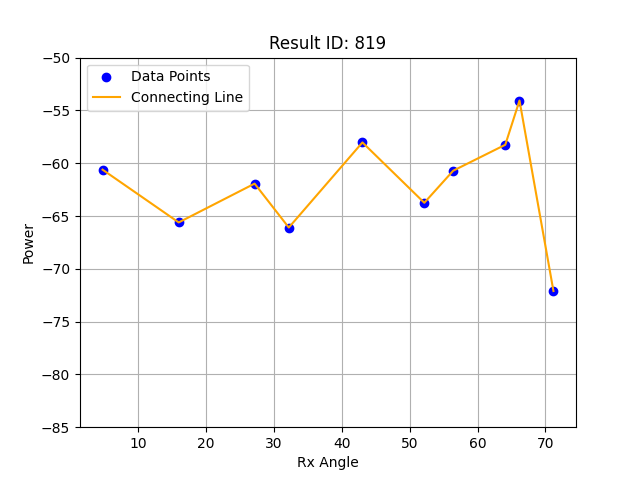 Result ID: 819
Data Points
Connecting Line
Power
−50
−55
−60
−65
−70
−75
−80
−85
10 20 30 40 50 60 70
Rx Angle